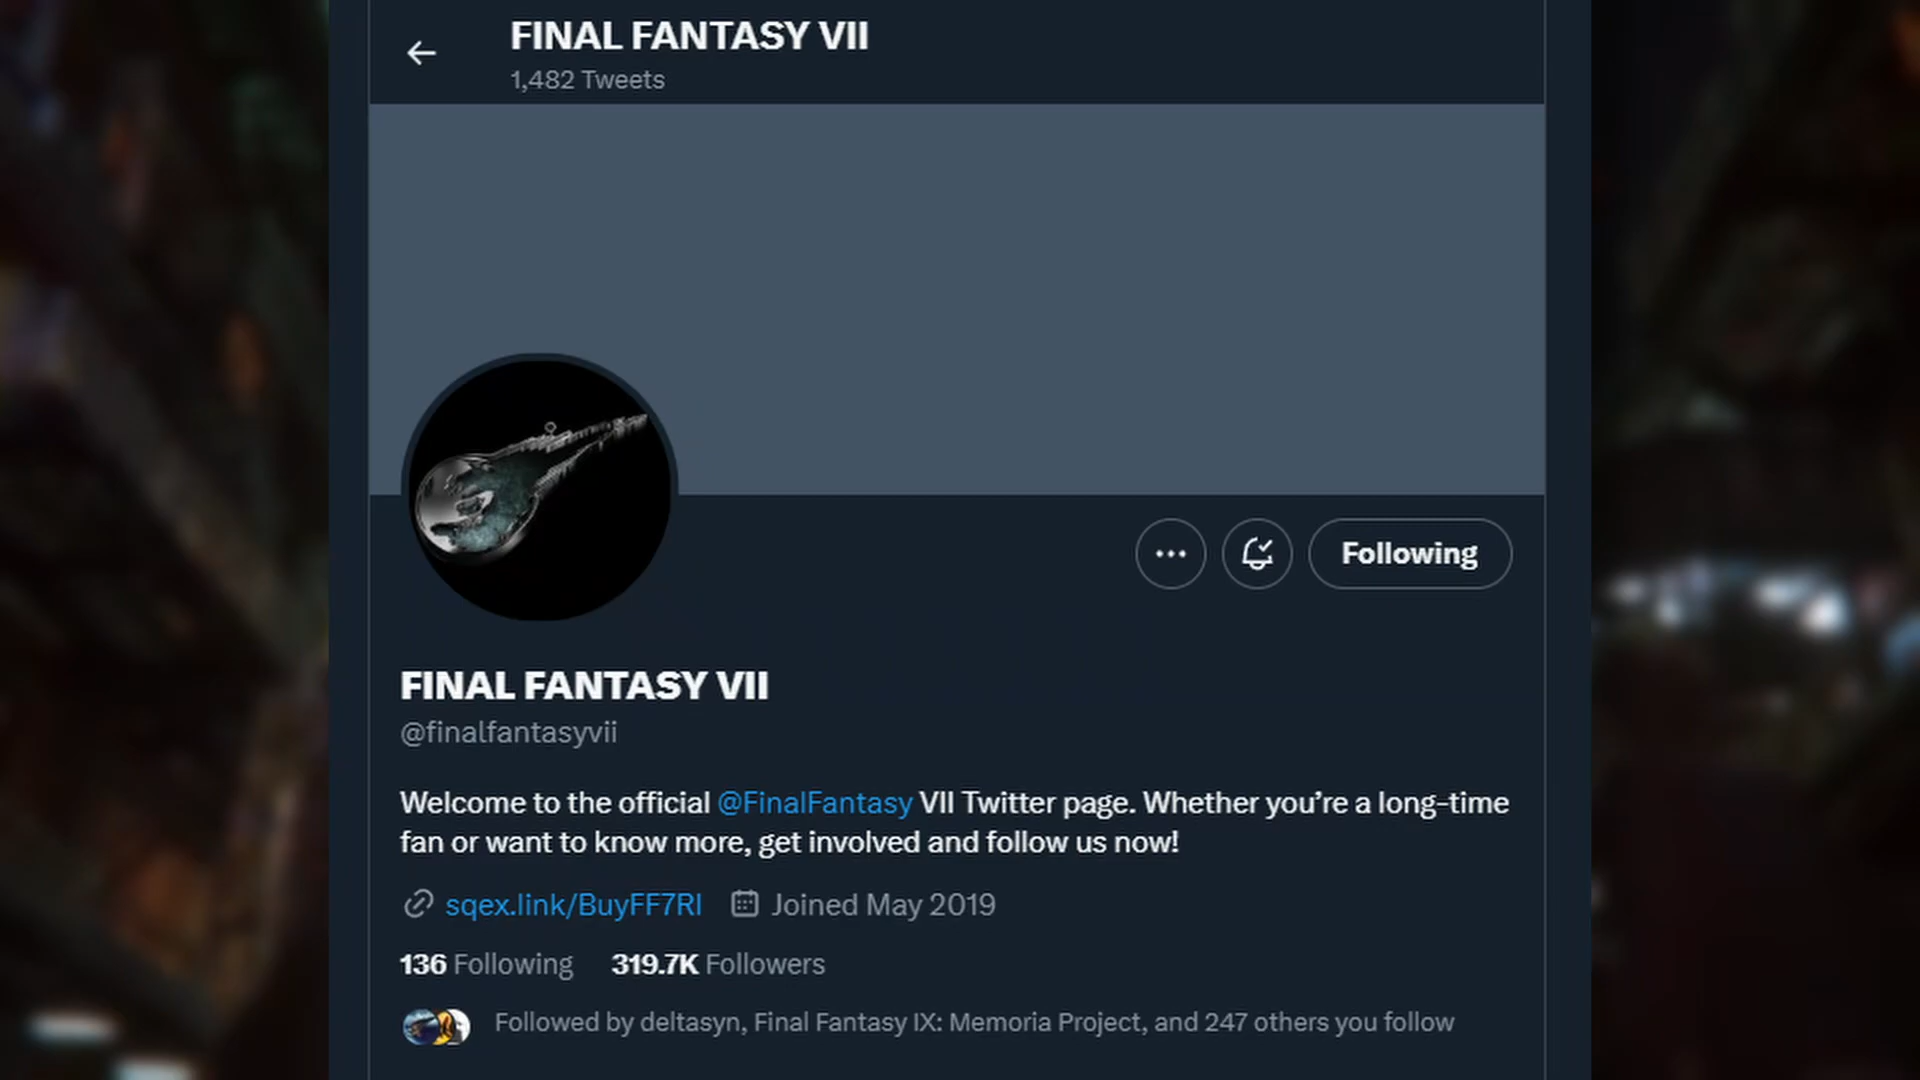 FINAL FANTASY VII
1,482 Tweets
Following
FINAL FANTASY VII
@finalfantasyvii
Welcome to the official @FinalFantasy VII Twitter page. Whether you’re a long-time
fan or want to know more, get involved and follow us now!
sqex.link/BuyFF7RI Joined May 2019
136 Following 319.7K Followers
Followed by deltasyn, Final Fantasy IX: Memoria Project, and 247 others you follow